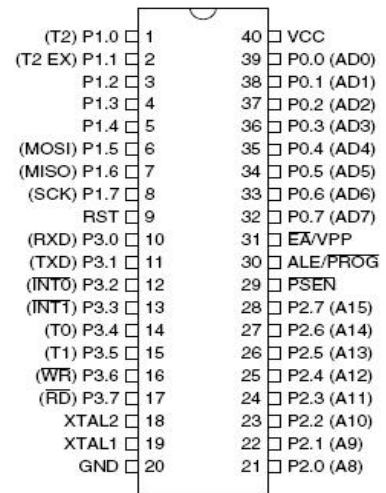 (T2) P1.0 1 40 VCC
(T2 EX) P1.1 2 39 P0.0 (AD0)
P1.2 3 38 P0.1 (AD1)
P1.3 4 37 P0.2 (AD2)
P1.4 5 36 P0.3 (AD3)
(MOSI) P1.5 6 35 P0.4 (AD4)
(MISO) P1.6 7 34 P0.5 (AD5)
(SCK) P1.7 8 33 P0.6 (AD6)
RST 9 32 P0.7 (AD7)
(RXD) P3.0 10 31 E̅A̅/VPP
(TXD) P3.1 11 30 ALE/P̅R̅O̅G̅
(I̅N̅T̅0̅) P3.2 12 29 P̅S̅E̅N̅
(I̅N̅T̅1̅) P3.3 13 28 P2.7 (A15)
(T0) P3.4 14 27 P2.6 (A14)
(T1) P3.5 15 26 P2.5 (A13)
(W̅R̅) P3.6 16 25 P2.4 (A12)
(R̅D̅) P3.7 17 24 P2.3 (A11)
XTAL2 18 23 P2.2 (A10)
XTAL1 19 22 P2.1 (A9)
GND 20 21 P2.0 (A8)